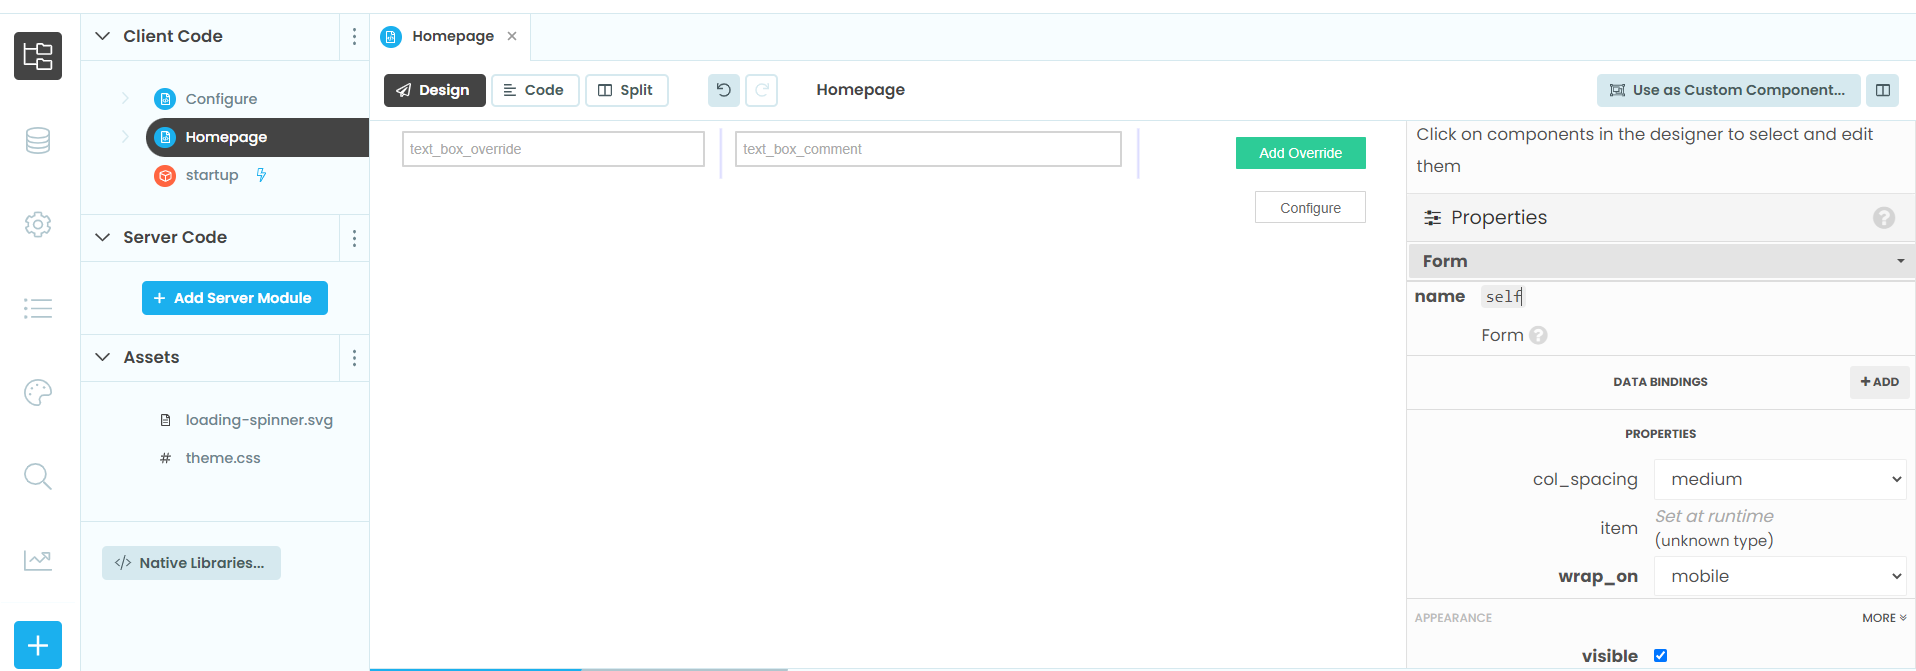 Client Code
Configure
Homepage
startup
Server Code
+ Add Server Module
Assets
loading-spinner.svg
# theme.css
</> Native Libraries...
Homepage ×
Design
Code
Split
Homepage
Use as Custom Component...
text_box_override
text_box_comment
Add Override
Configure
Click on components in the designer to select and edit
them
Properties ?
Form
name self
Form ?
DATA BINDINGS
+ ADD
PROPERTIES
col_spacing medium
item Set at runtime
(unknown type)
wrap_on mobile
APPEARANCE MORE
visible